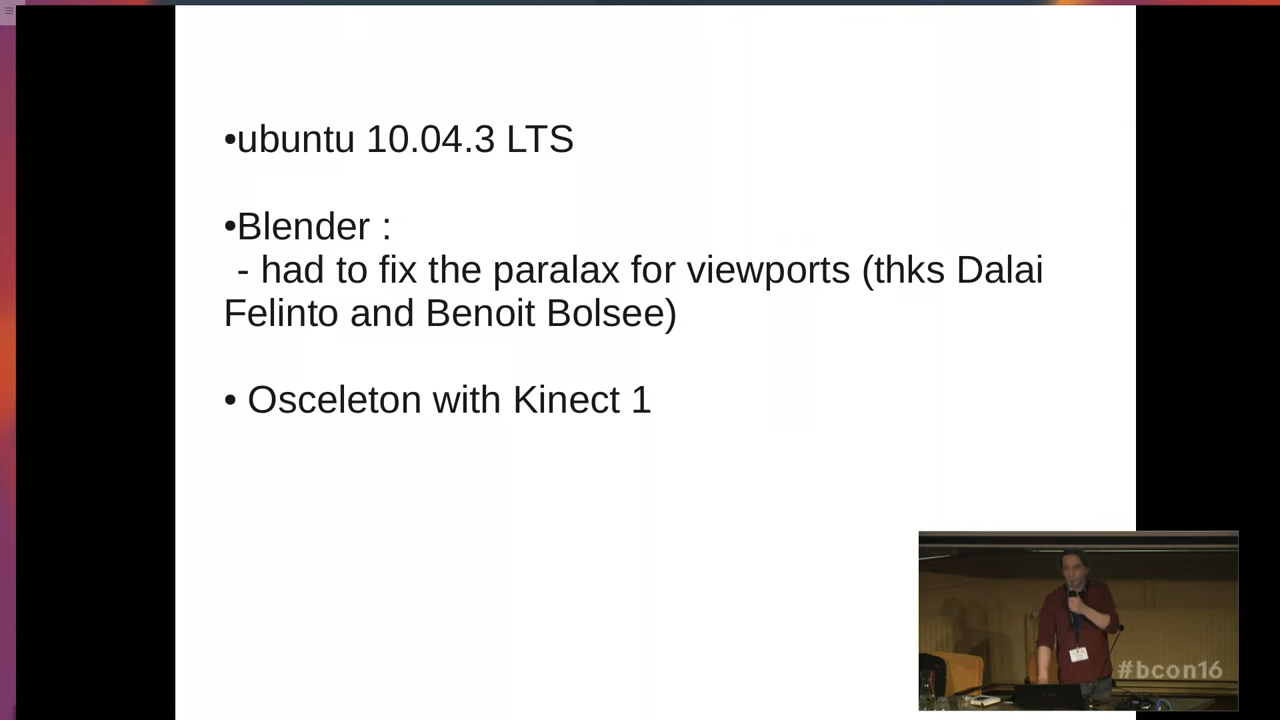 •ubuntu 10.04.3 LTS
•Blender :
- had to fix the paralax for viewports (thks Dalai
Felinto and Benoit Bolsee)
• Osceleton with Kinect 1
#bcon16